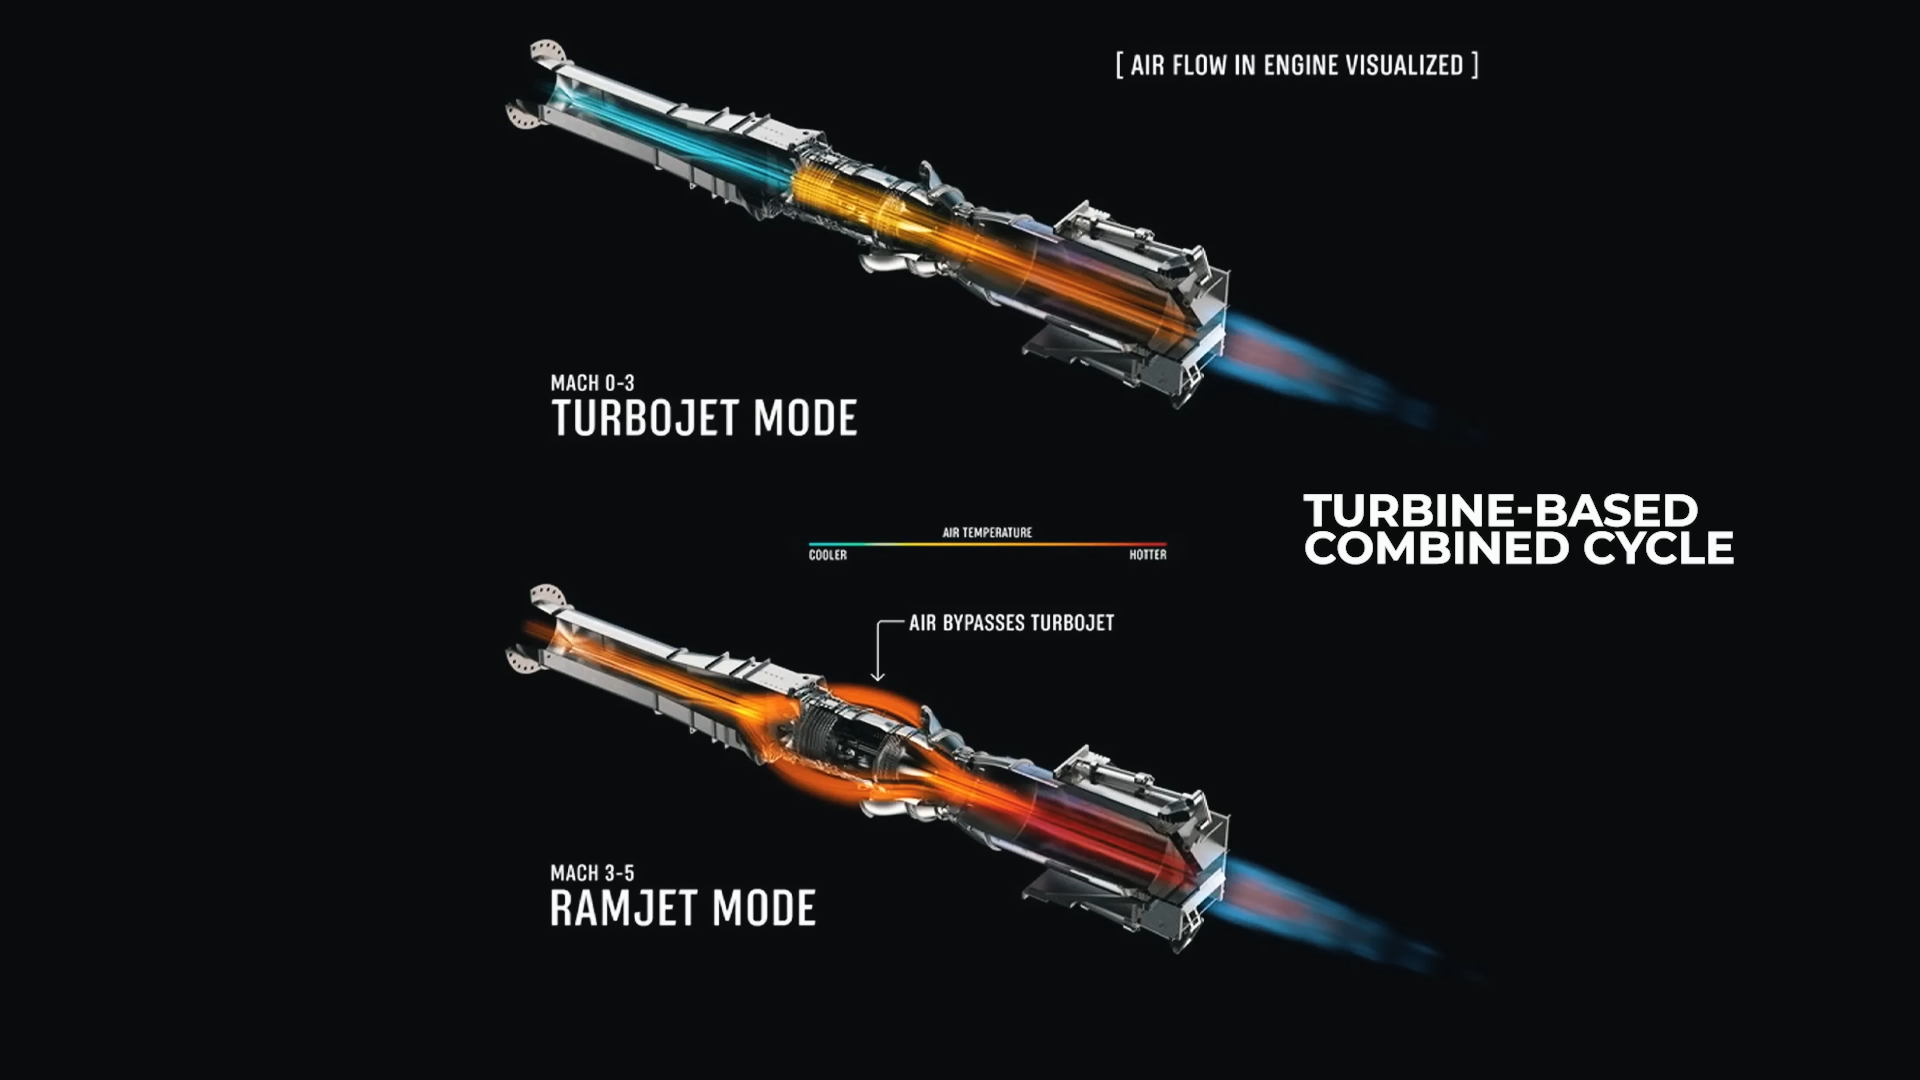 [ AIR FLOW IN ENGINE VISUALIZED ]
MACH 0-3
TURBOJET MODE
TURBINE-BASED
COMBINED CYCLE
AIR TEMPERATURE
COOLER
HOTTER
AIR BYPASSES TURBOJET
MACH 3-5
RAMJET MODE